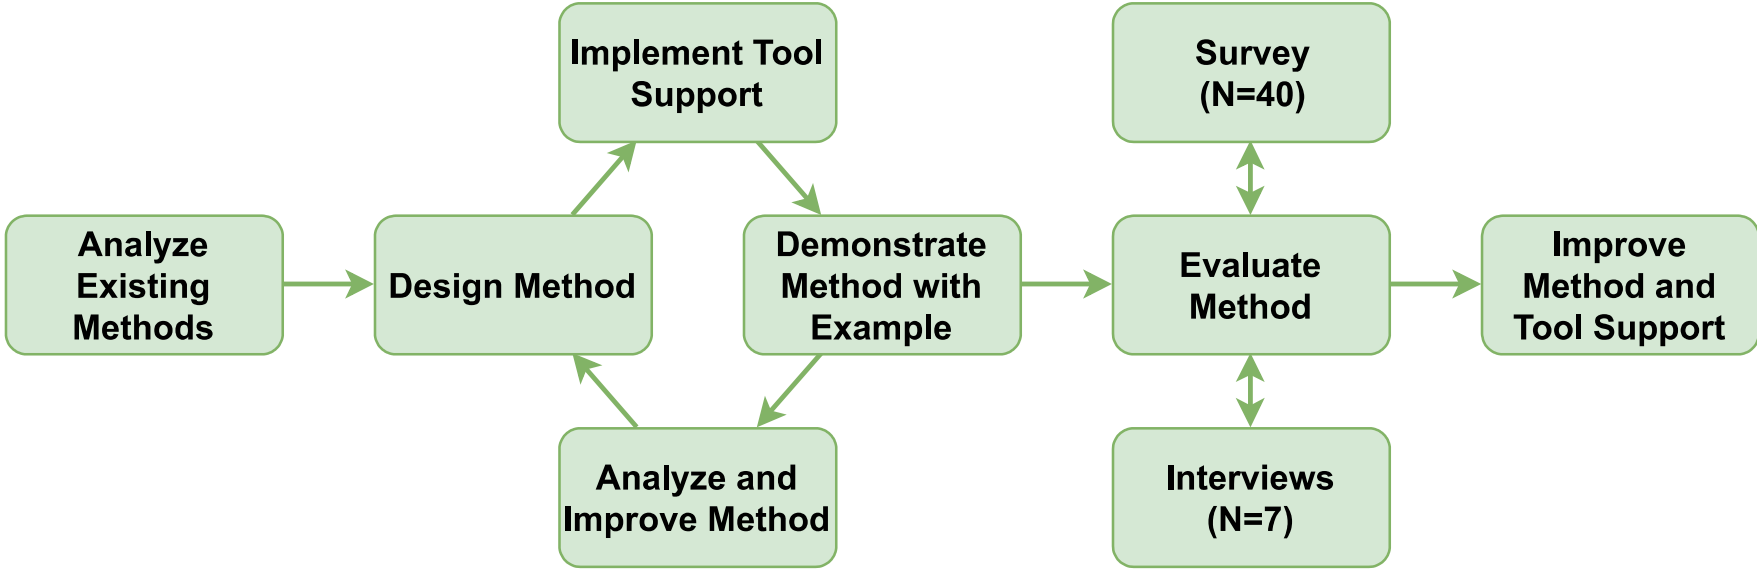 Implement Tool
Support
Survey
(N=40)
Analyze
Existing
Methods
Design Method
Demonstrate
Method with
Example
Evaluate
Method
Improve
Method and
Tool Support
Analyze and
Improve Method
Interviews
(N=7)